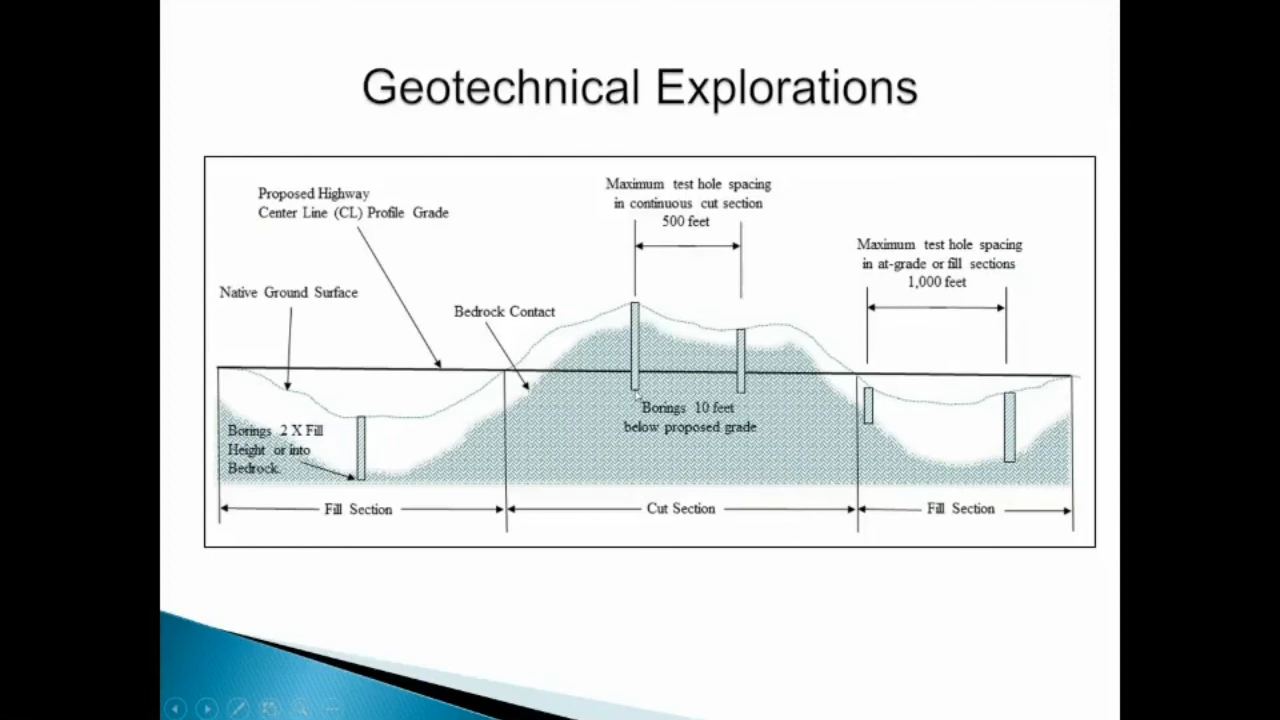 Geotechnical Explorations
Proposed Highway
Center Line (CL) Profile Grade
Maximum test hole spacing
in continuous cut section
500 feet
Maximum test hole spacing
in at-grade or fill sections
1,000 feet
Native Ground Surface
Bedrock Contact
Borings 10 feet
below proposed grade
Borings 2 X Fill
Height or into
Bedrock.
Fill Section
Cut Section
Fill Section